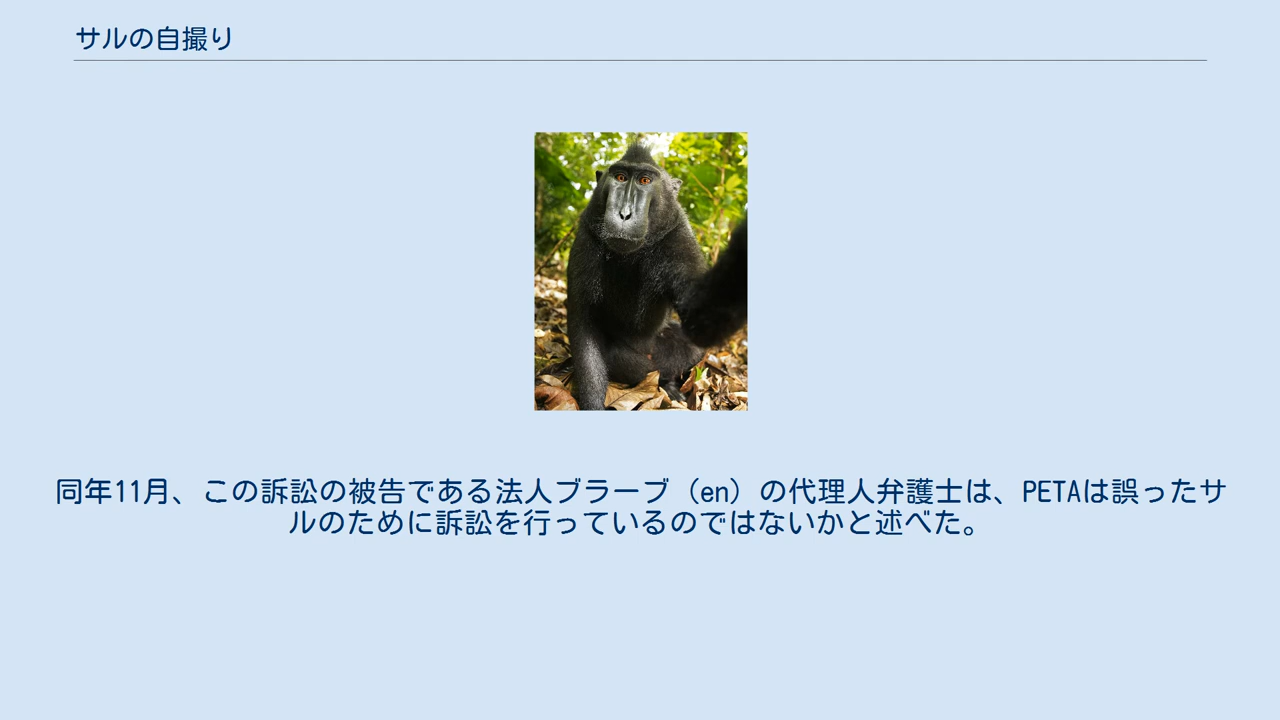 サルの自撮り
同年11月、この訴訟の被告である法人ブラーブ（en）の代理人弁護士は、PETAは誤ったサ
ルのために訴訟を行っているのではないかと述べた。